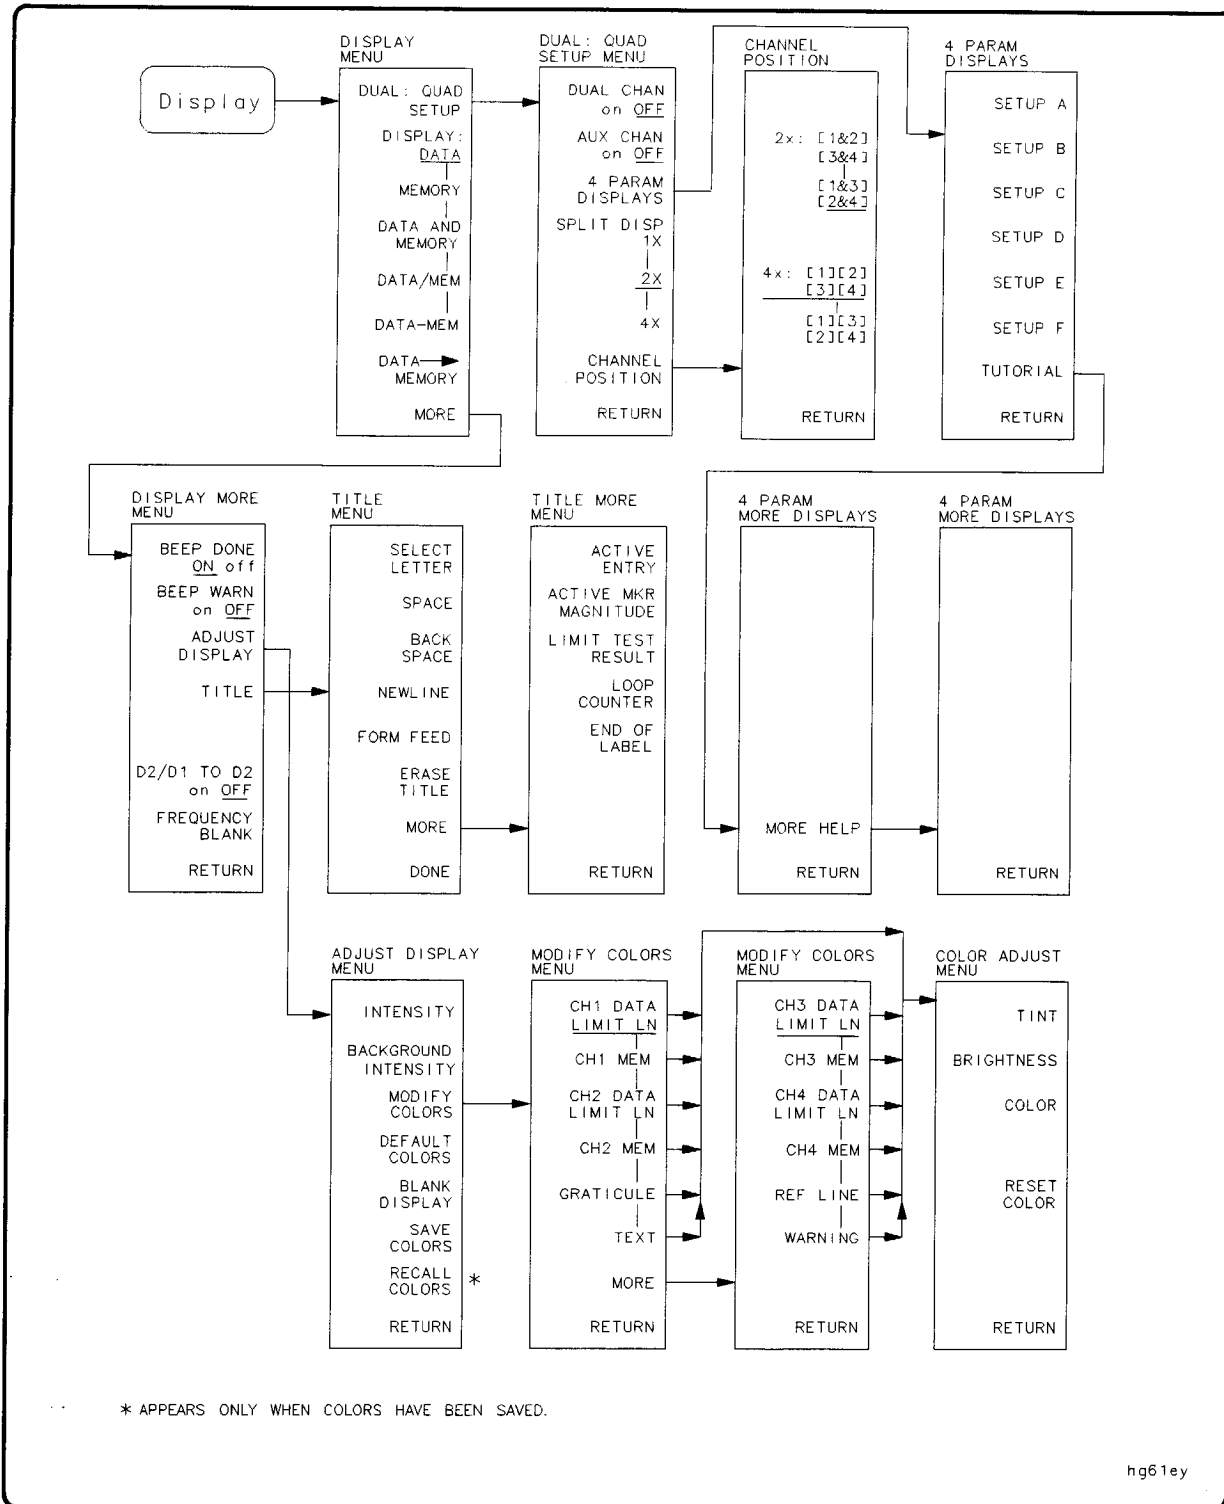 Display
DISPLAY
MENU
DUAL: QUAD
SETUP
DISPLAY:
DATA
MEMORY
DATA AND
MEMORY
DATA/MEM
DATA-MEM
DATA
MEMORY
MORE
DUAL: QUAD
SETUP MENU
DUAL CHAN
on OFF
AUX CHAN
on OFF
4 PARAM
DISPLAYS
SPLIT DISP
1X
2X
4X
CHANNEL
POSITION
RETURN
CHANNEL
POSITION
2x: [1&2]
[3&4]
[1&3]
[2&4]
4x: [1][2]
[3][4]
[1][3]
[2][4]
RETURN
4 PARAM
DISPLAYS
SETUP A
SETUP B
SETUP C
SETUP D
SETUP E
SETUP F
TUTORIAL
RETURN
DISPLAY MORE
MENU
BEEP DONE
ON off
BEEP WARN
on OFF
ADJUST
DISPLAY
TITLE
D2/D1 TO D2
on OFF
FREQUENCY
BLANK
RETURN
TITLE
MENU
SELECT
LETTER
SPACE
BACK
SPACE
NEWLINE
FORM FEED
ERASE
TITLE
MORE
DONE
TITLE MORE
MENU
ACTIVE
ENTRY
ACTIVE MKR
MAGNITUDE
LIMIT TEST
RESULT
LOOP
COUNTER
END OF
LABEL
RETURN
4 PARAM
MORE DISPLAYS
MORE HELP
RETURN
4 PARAM
MORE DISPLAYS
RETURN
ADJUST DISPLAY
MENU
INTENSITY
BACKGROUND
INTENSITY
MODIFY
COLORS
DEFAULT
COLORS
BLANK
DISPLAY
SAVE
COLORS
RECALL
COLORS *
RETURN
MODIFY COLORS
MENU
CH1 DATA
LIMIT LN
CH1 MEM
CH2 DATA
LIMIT LN
CH2 MEM
GRATICULE
TEXT
MORE
RETURN
MODIFY COLORS
MENU
CH3 DATA
LIMIT LN
CH3 MEM
CH4 DATA
LIMIT LN
CH4 MEM
REF LINE
WARNING
RETURN
COLOR ADJUST
MENU
TINT
BRIGHTNESS
COLOR
RESET
COLOR
RETURN
* APPEARS ONLY WHEN COLORS HAVE BEEN SAVED.
hg61ey